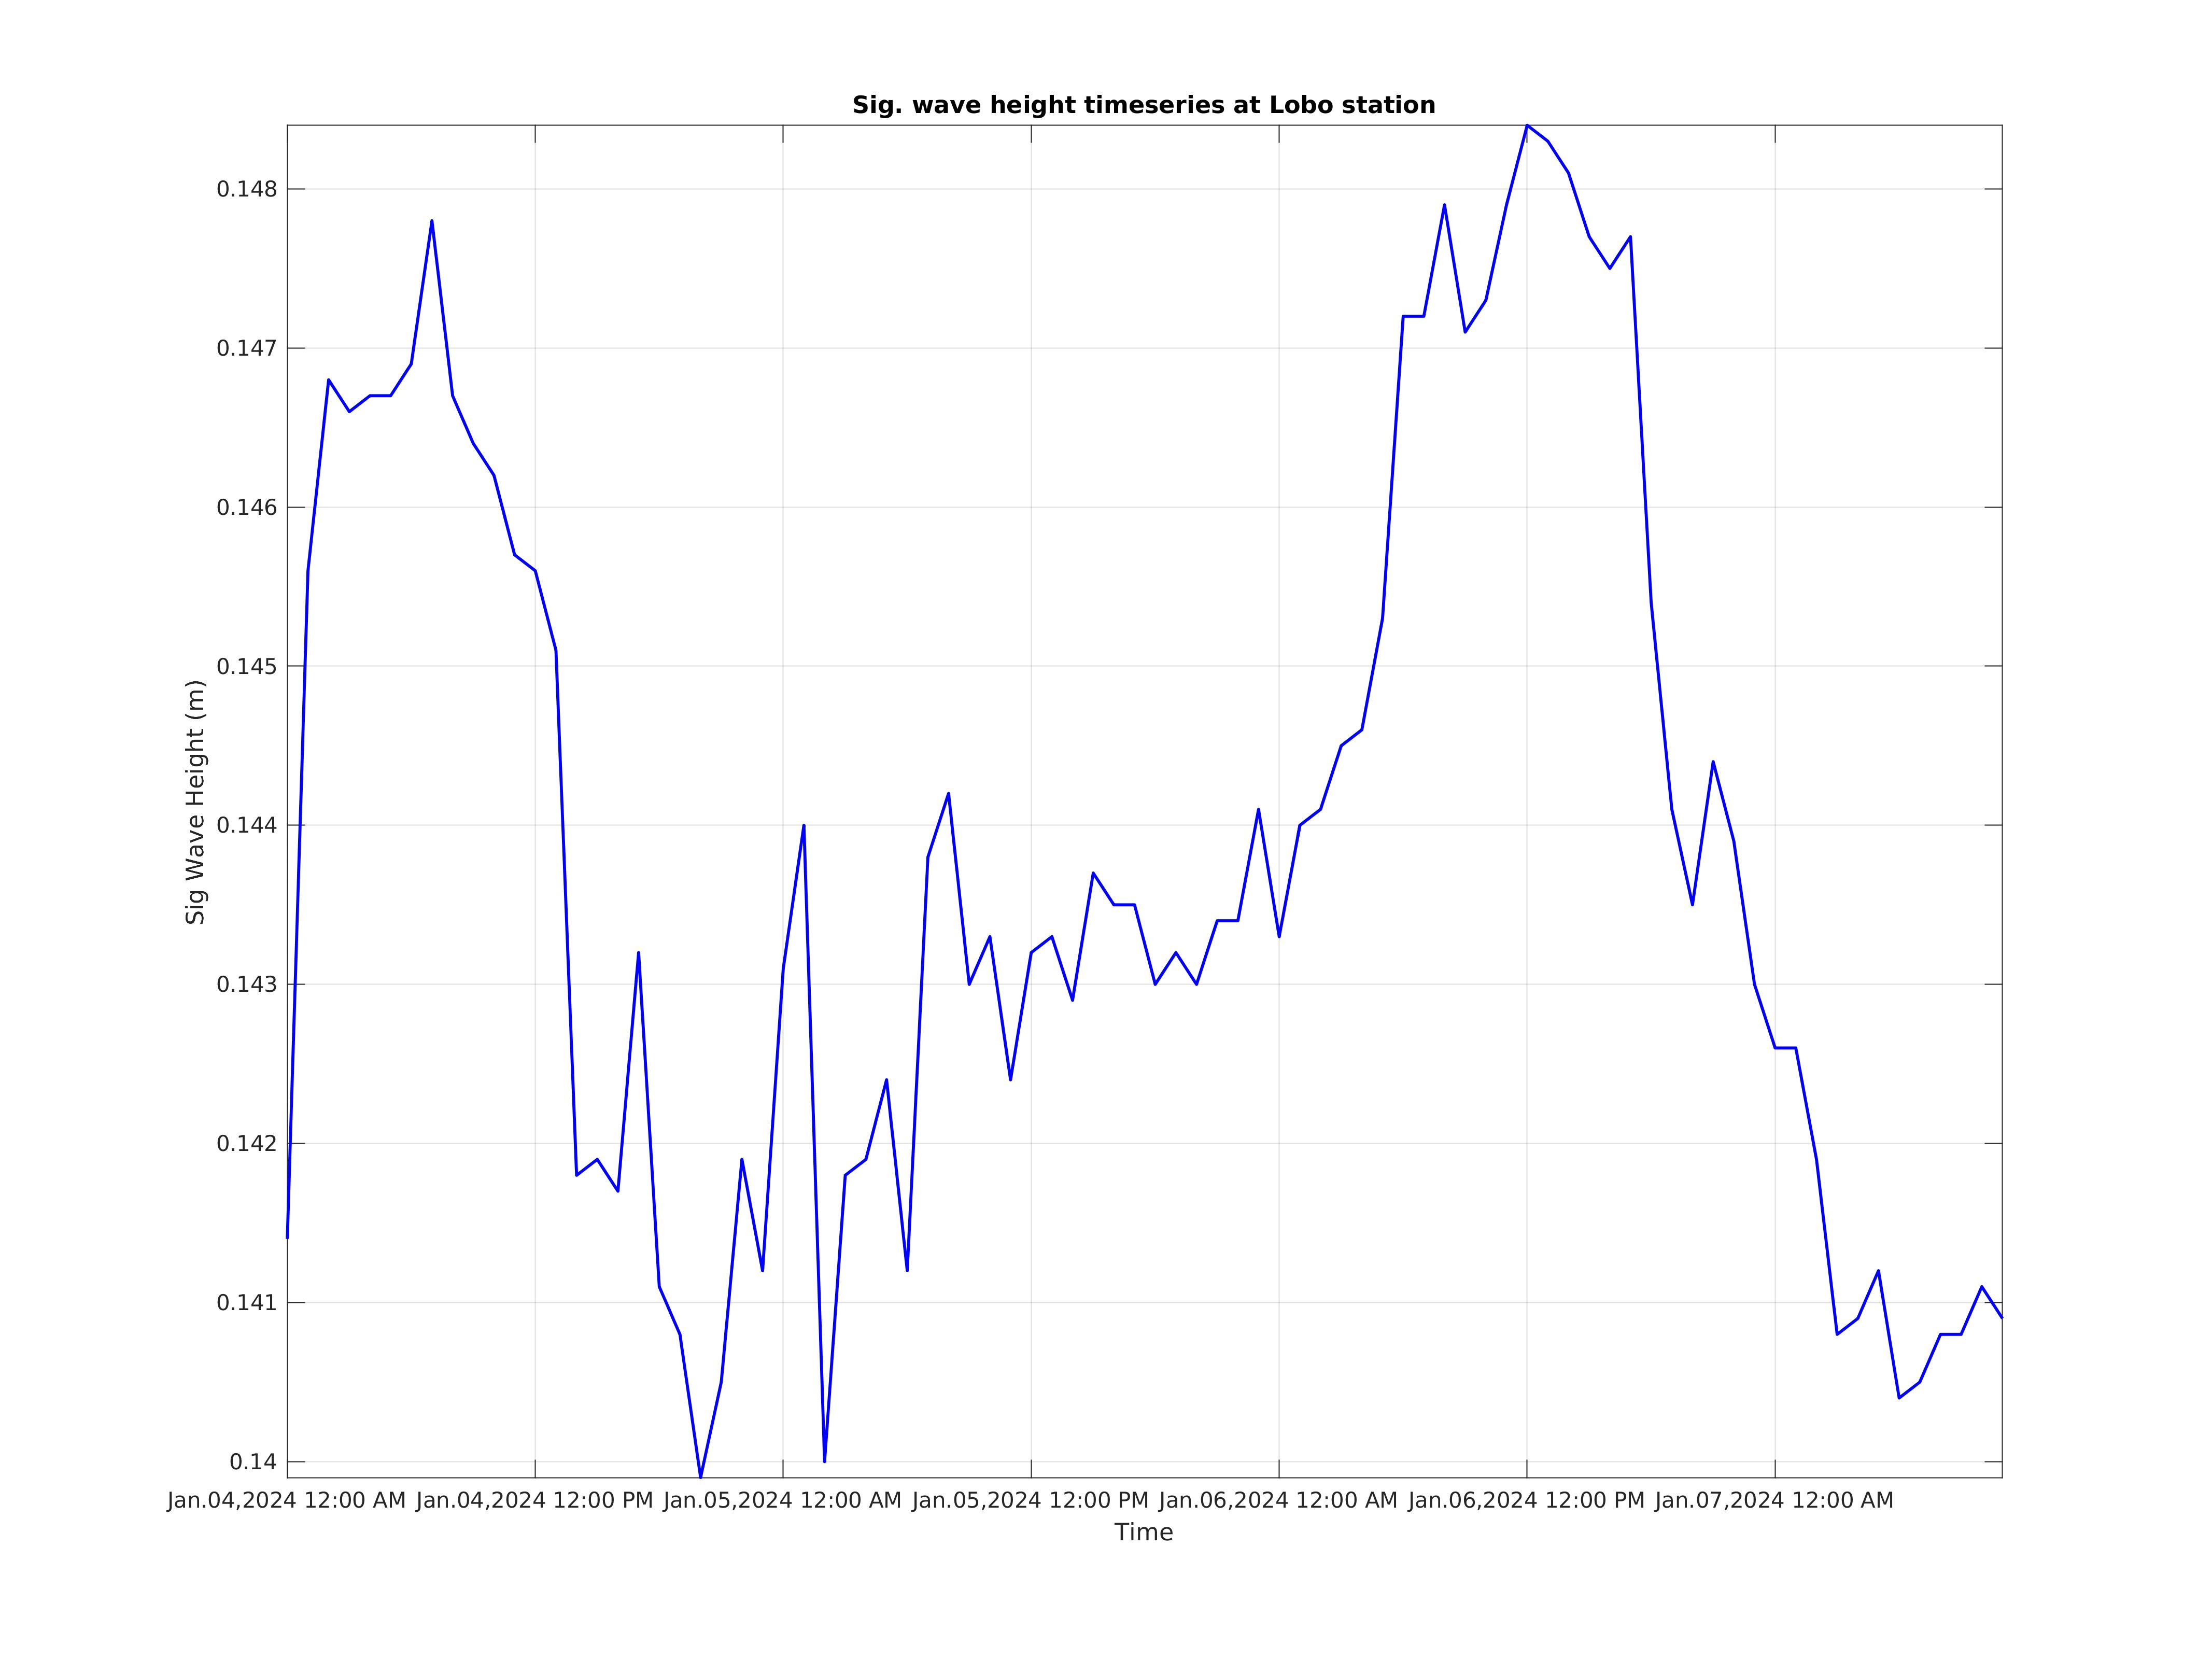 Sig. wave height timeseries at Lobo station
0.148
0.147
0.146
0.145
0.144
0.143
0.142
0.141
0.14
Sig Wave Height (m)
Jan.04,2024 12:00 AM Jan.04,2024 12:00 PM Jan.05,2024 12:00 AM Jan.05,2024 12:00 PM Jan.06,2024 12:00 AM Jan.06,2024 12:00 PM Jan.07,2024 12:00 AM
Time